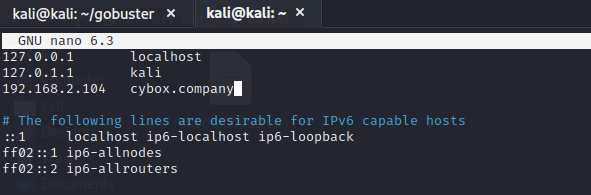 kali@kali: ~/gobuster × kali@kali: ~ ×
GNU nano 6.3
127.0.0.1 localhost
127.0.1.1 kali
192.168.2.104 cybox.company
# The following lines are desirable for IPv6 capable hosts
::1 localhost ip6-localhost ip6-loopback
ff02::1 ip6-allnodes
ff02::2 ip6-allrouters
Documents